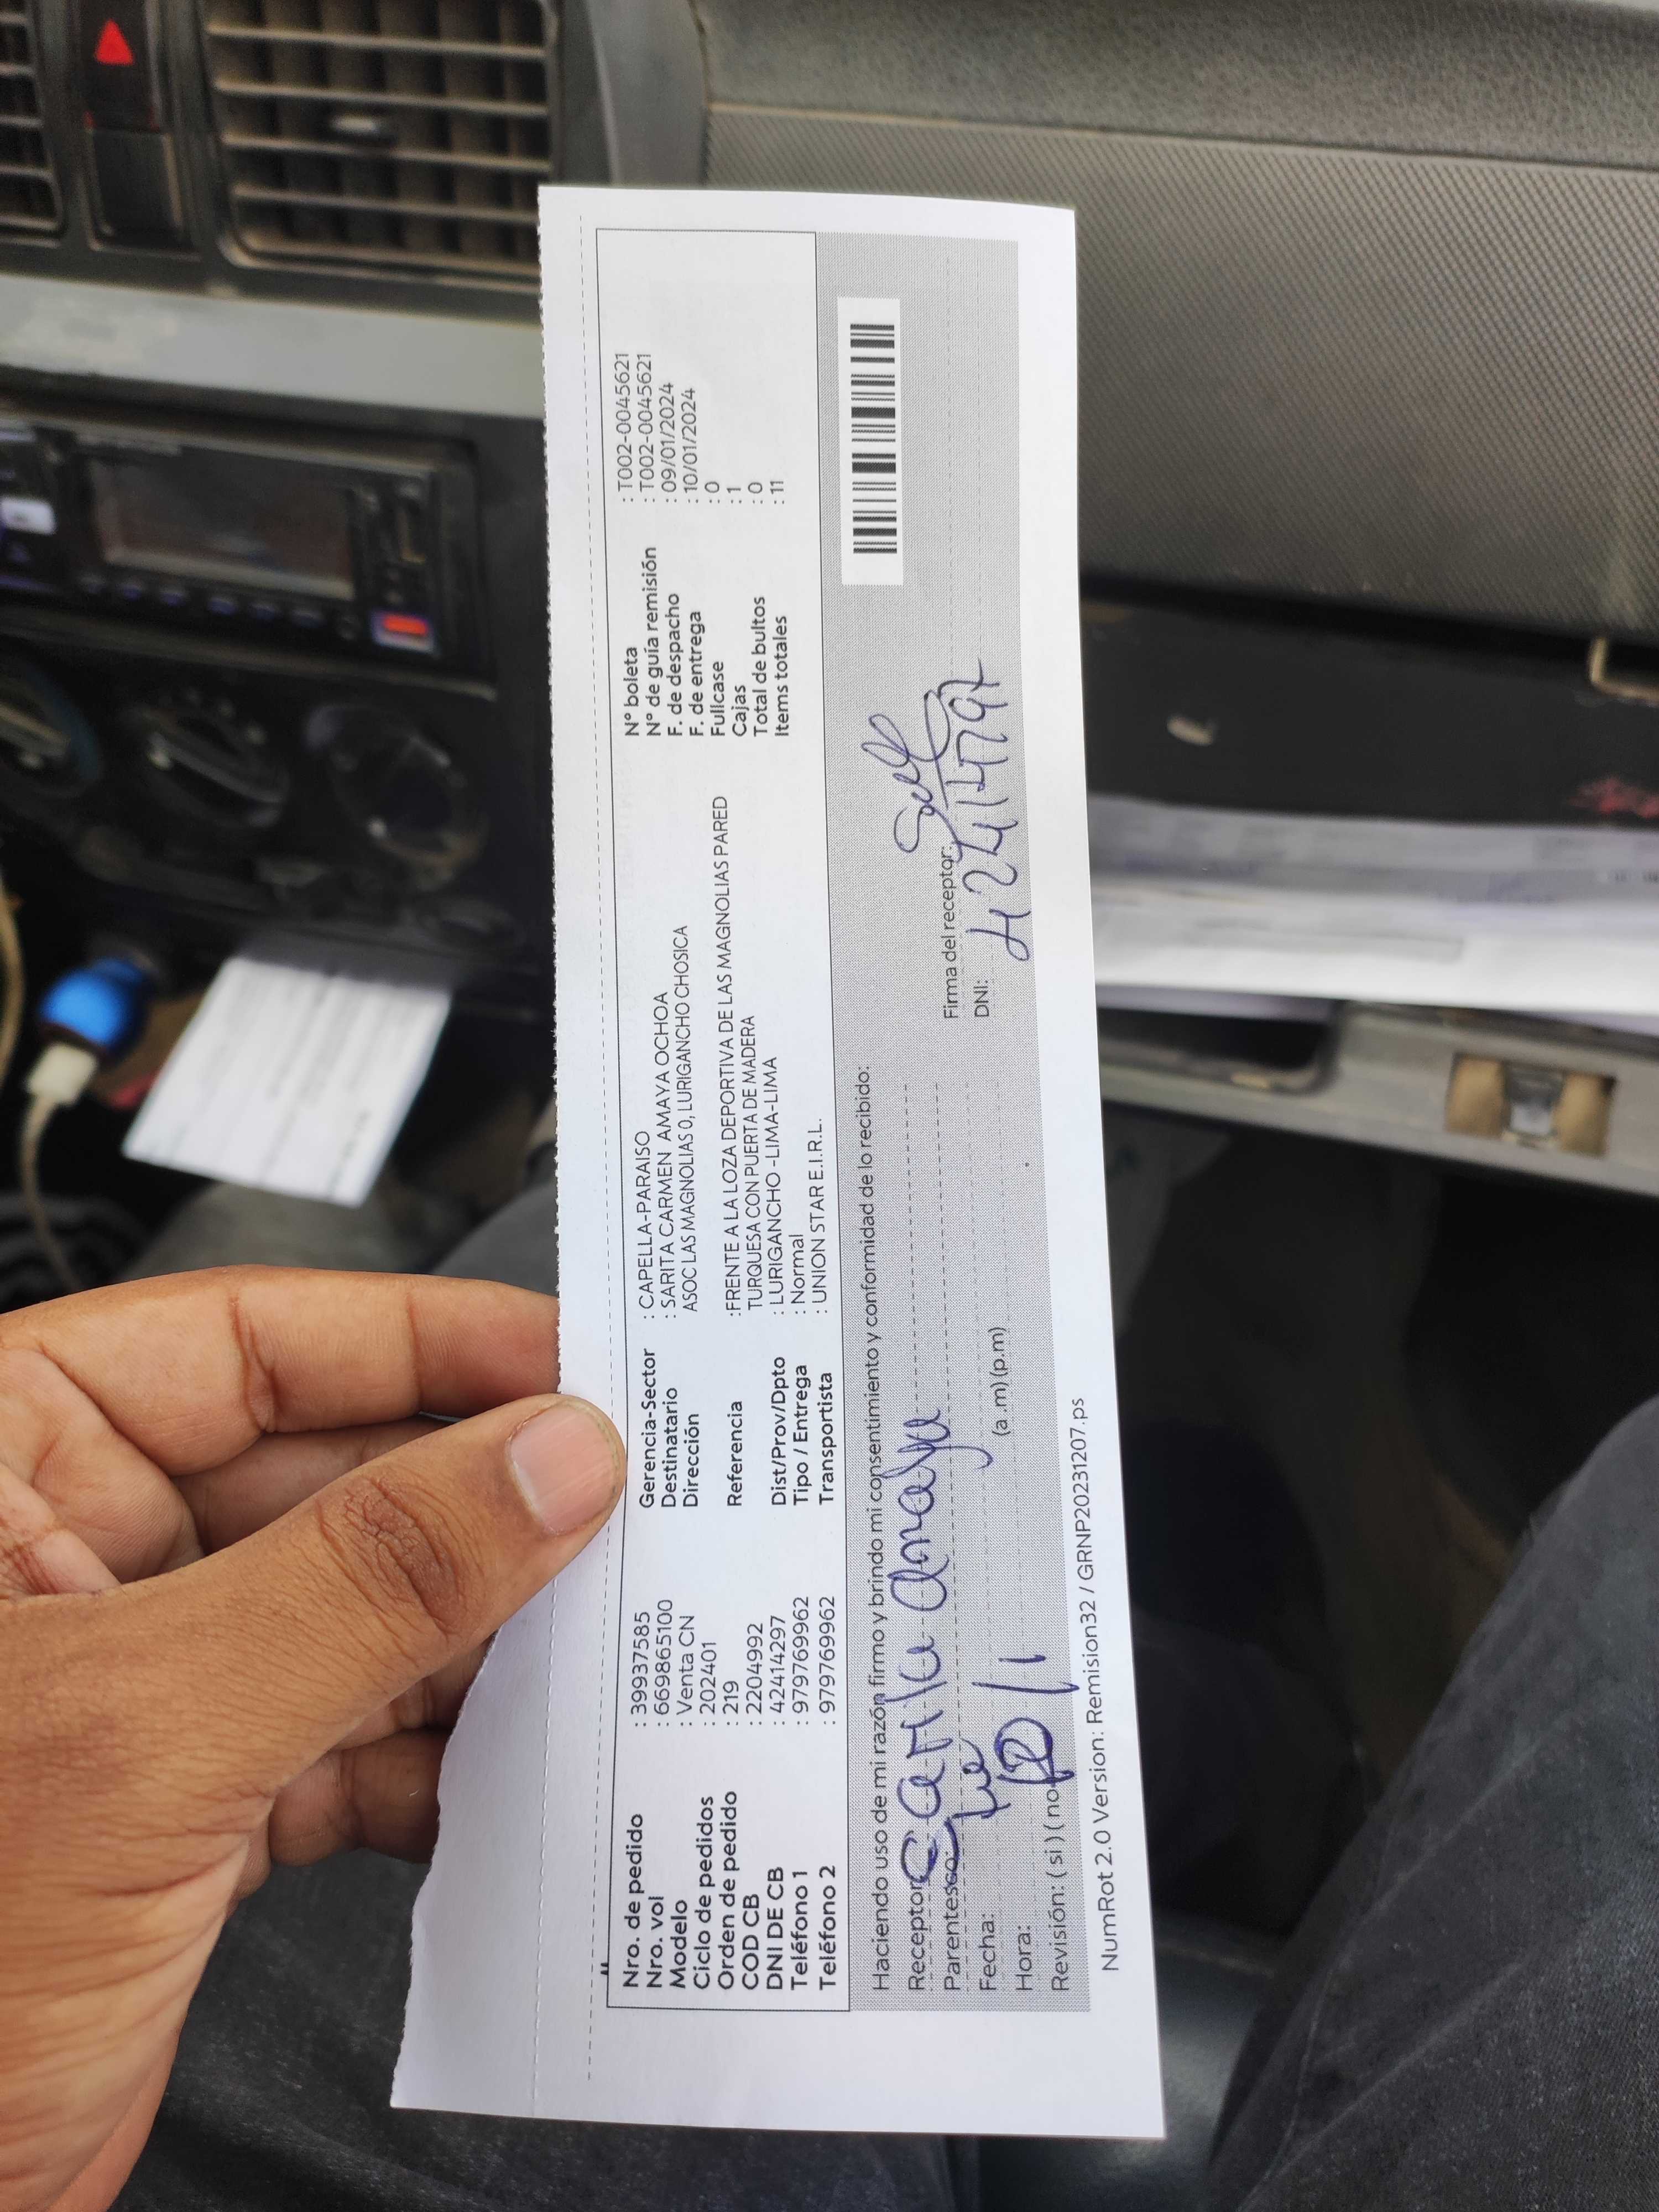 Nro. de pedido : 39937585
Nro. vol : 6698665100
Modelo : Venta CN
Ciclo de pedidos : 202401
Orden de pedido : 219
COD CB : 2204992
DNI DE CB : 42414297
Teléfono 1 : 979769962
Teléfono 2 : 979769962
Gerencia-Sector : CAPELLA-PARAISO
Destinatario : SARITA CARMEN AMAYA OCHOA
Dirección ASOC LAS MAGNOLIAS 0, LURIGANCHO CHOSICA
Referencia :FRENTE A LA LOZA DEPORTIVA DE LAS MAGNOLIAS PARED
TURQUESA CON PUERTA DE MADERA
Dist/Prov/Dpto : LURIGANCHO -LIMA-LIMA
Tipo / Entrega : Normal
Transportista : UNION STAR E.I.R.L.
N° boleta : T002-0045621
N° de guía remisión : T002-0045621
F. de despacho : 09/01/2024
F. de entrega : 10/01/2024
Fullcase : 0
Cajas : 1
Total de bultos : 0
Items totales : 11
Haciendo uso de mi razón firmo y brindo mi consentimiento y conformidad de lo recibido:
Receptor
Parentesco:
Fecha:
Hora: (a .m) (p.m)
Revisión: ( si ) ( no
Firma del receptor:
DNI:
NumRot 2.0 Version: Remision32 / GRNP20231207.ps